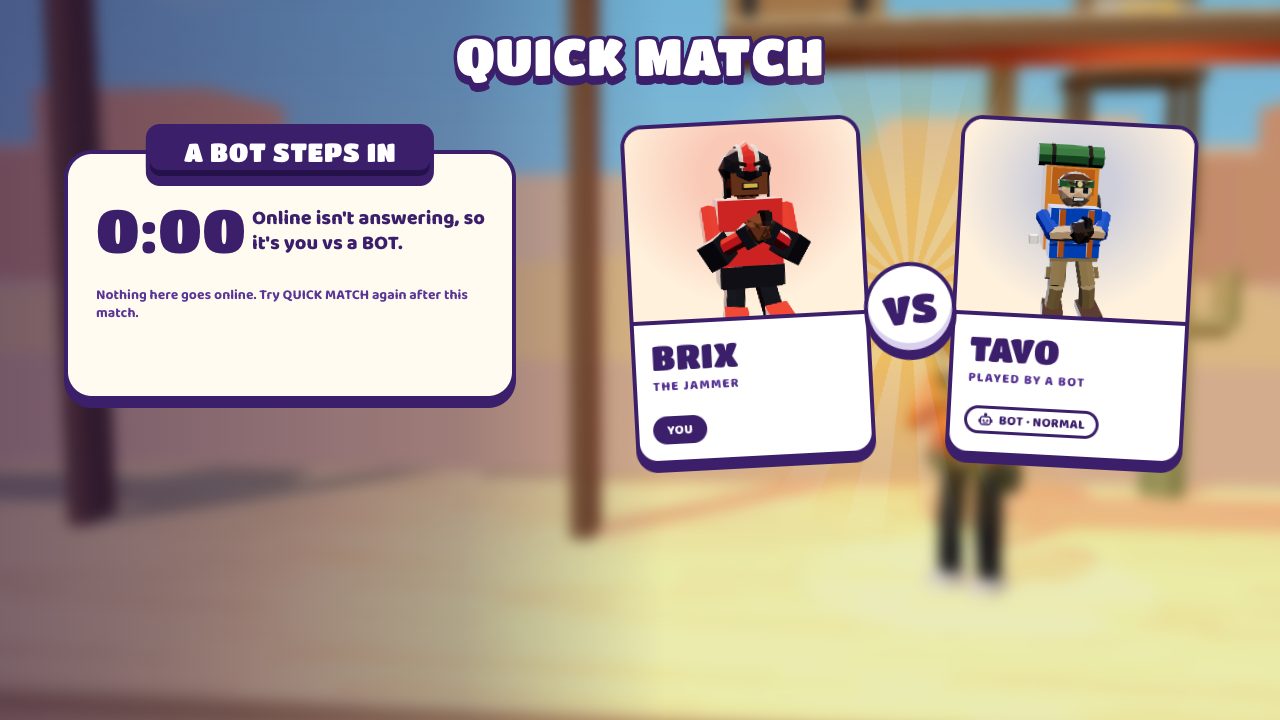 QUICK MATCH
A BOT STEPS IN
0:00
Online isn't answering, so
it's you vs a BOT.
Nothing here goes online. Try QUICK MATCH again after this
match.
BRIX
THE JAMMER
YOU
VS
TAVO
PLAYED BY A BOT
BOT · NORMAL